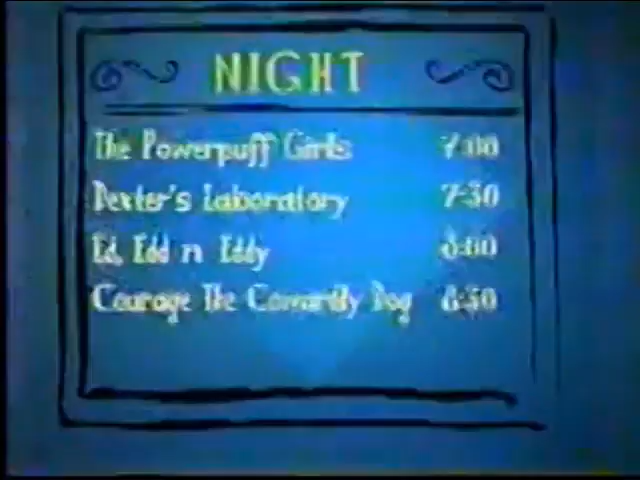 NIGHT
The Powerpuff Girls 7:00
Dexter's Laboratory 7:30
Ed, Edd n Eddy 8:00
Courage The Cowardly Dog 8:30